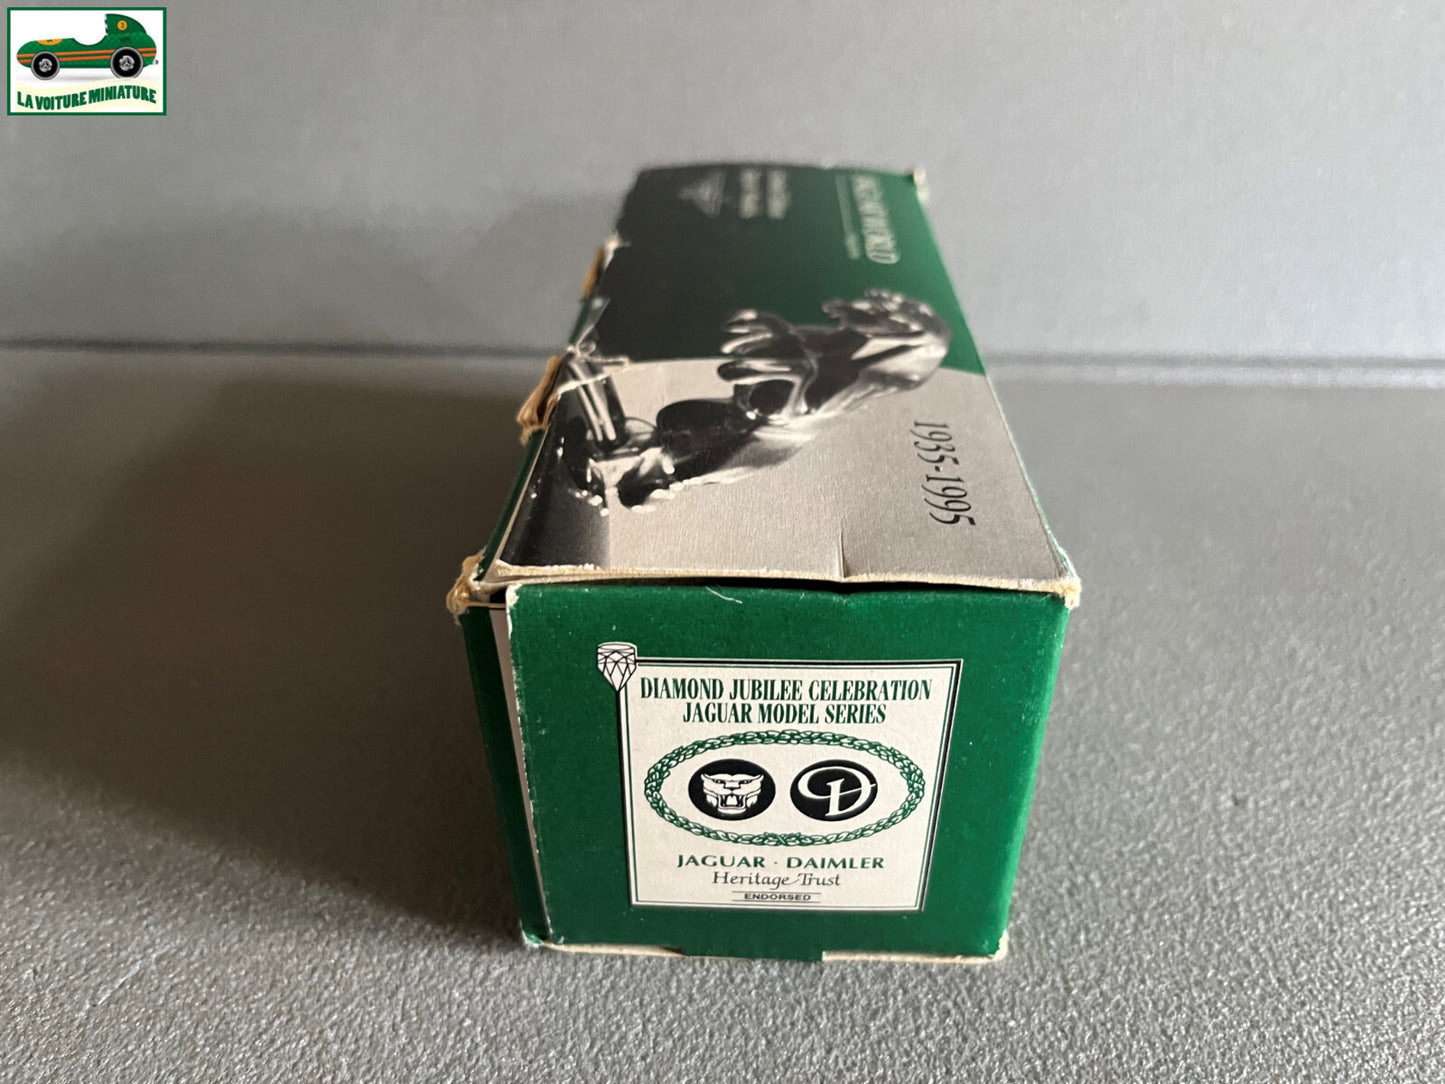 LA VOITURE MINIATURE
1935-1995
DIAMOND JUBILEE CELEBRATION
JAGUAR MODEL SERIES
JAGUAR · DAIMLER
Heritage Trust
ENDORSED